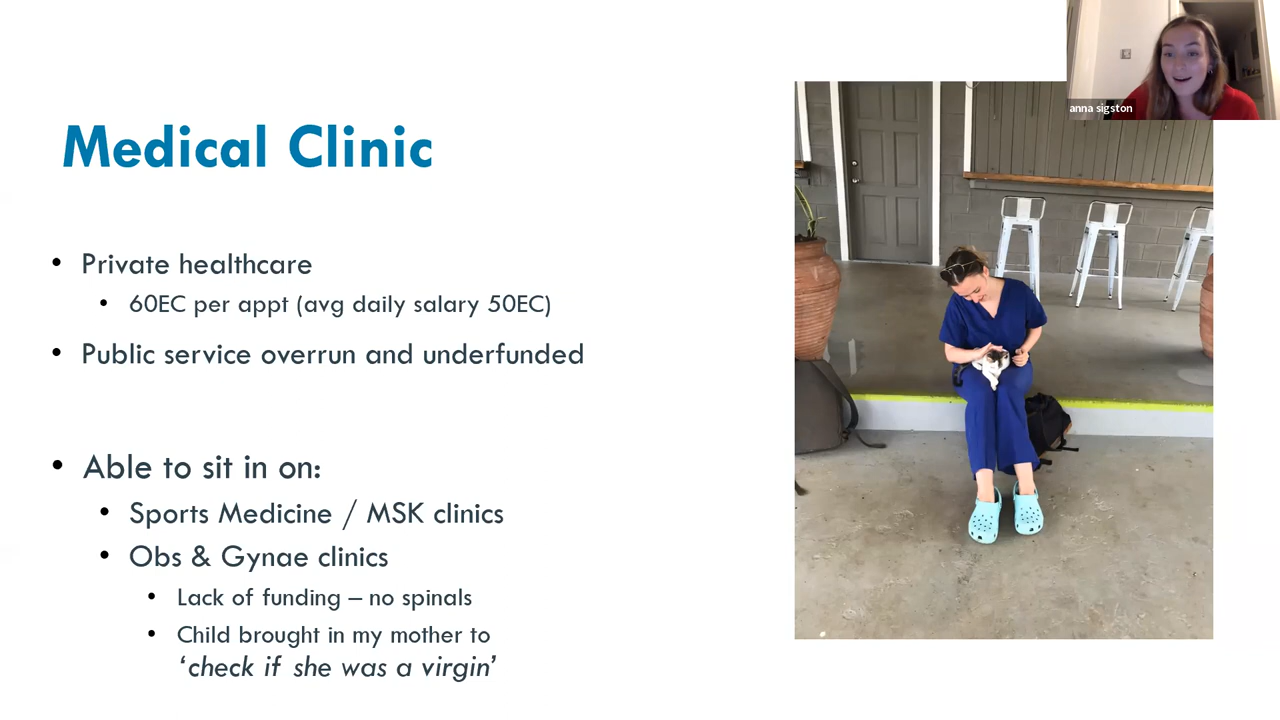 anna sigston
Medical Clinic
• Private healthcare
• 60EC per appt (avg daily salary 50EC)
• Public service overrun and underfunded
• Able to sit in on:
• Sports Medicine / MSK clinics
• Obs & Gynae clinics
• Lack of funding – no spinals
• Child brought in my mother to
‘check if she was a virgin’